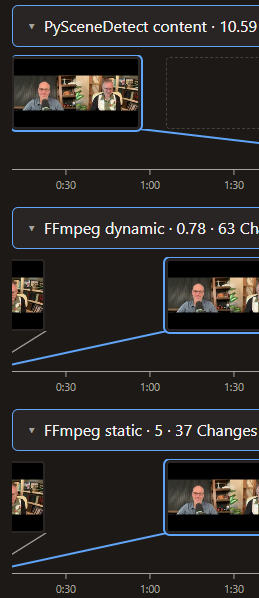 PySceneDetect content · 10.59
0:30 1:00 1:30
FFmpeg dynamic · 0.78 · 63 Ch
0:30 1:00 1:30
FFmpeg static · 5 · 37 Changes
0:30 1:00 1:30